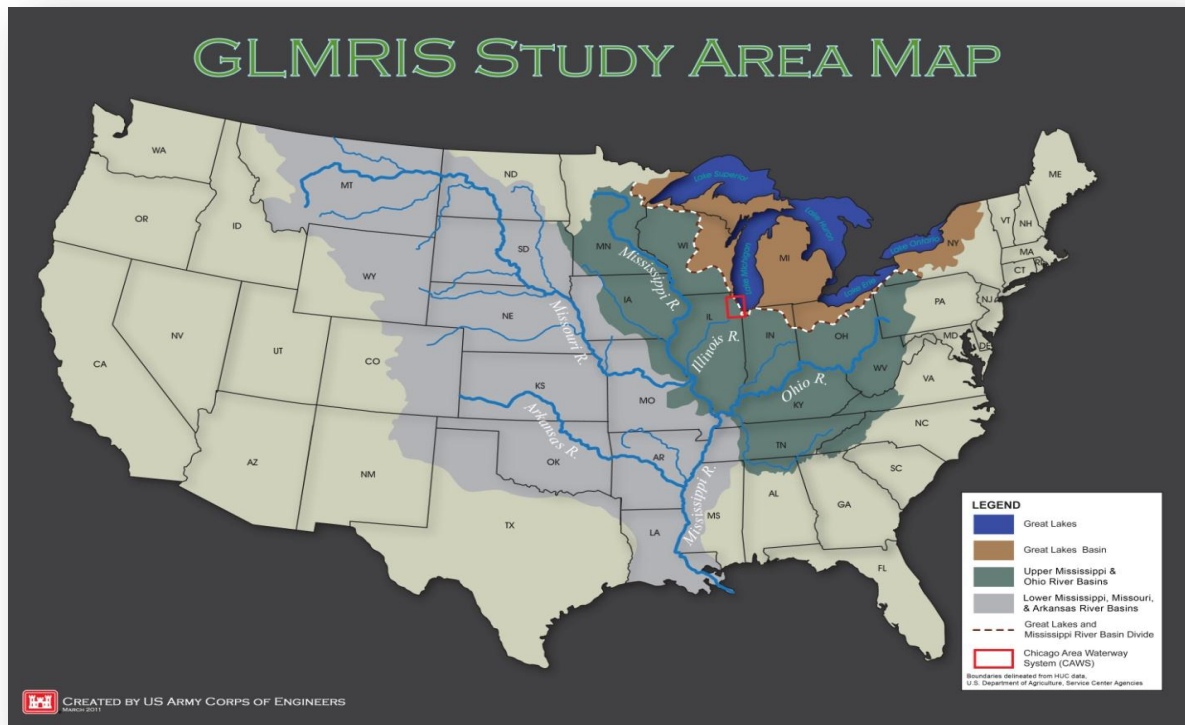 GLMRIS STUDY AREA MAP
WA
OR
ID
MT
ND
MN
WI
Lake Superior
Lake Michigan
Lake Huron
Lake Ontario
Lake Erie
MI
ME
VT
NH
NY
MA
CT
RI
PA
NJ
MD
DE
SD
WY
NE
IA
IL
IN
OH
WV
VA
NV
UT
CO
KS
MO
KY
NC
CA
AZ
NM
OK
AR
TN
SC
TX
LA
MS
AL
GA
FL
Mississippi R.
Missouri R.
Illinois R.
Ohio R.
Arkansas R.
Mississippi R.
LEGEND
Great Lakes
Great Lakes Basin
Upper Mississippi &
Ohio River Basins
Lower Mississippi, Missouri,
& Arkansas River Basins
Great Lakes and
Mississippi River Basin Divide
Chicago Area Waterway
System (CAWS)
Boundaries delineated from HUC data,
U.S. Department of Agriculture, Service Center Agencies
CREATED BY US ARMY CORPS OF ENGINEERS
MARCH 2011